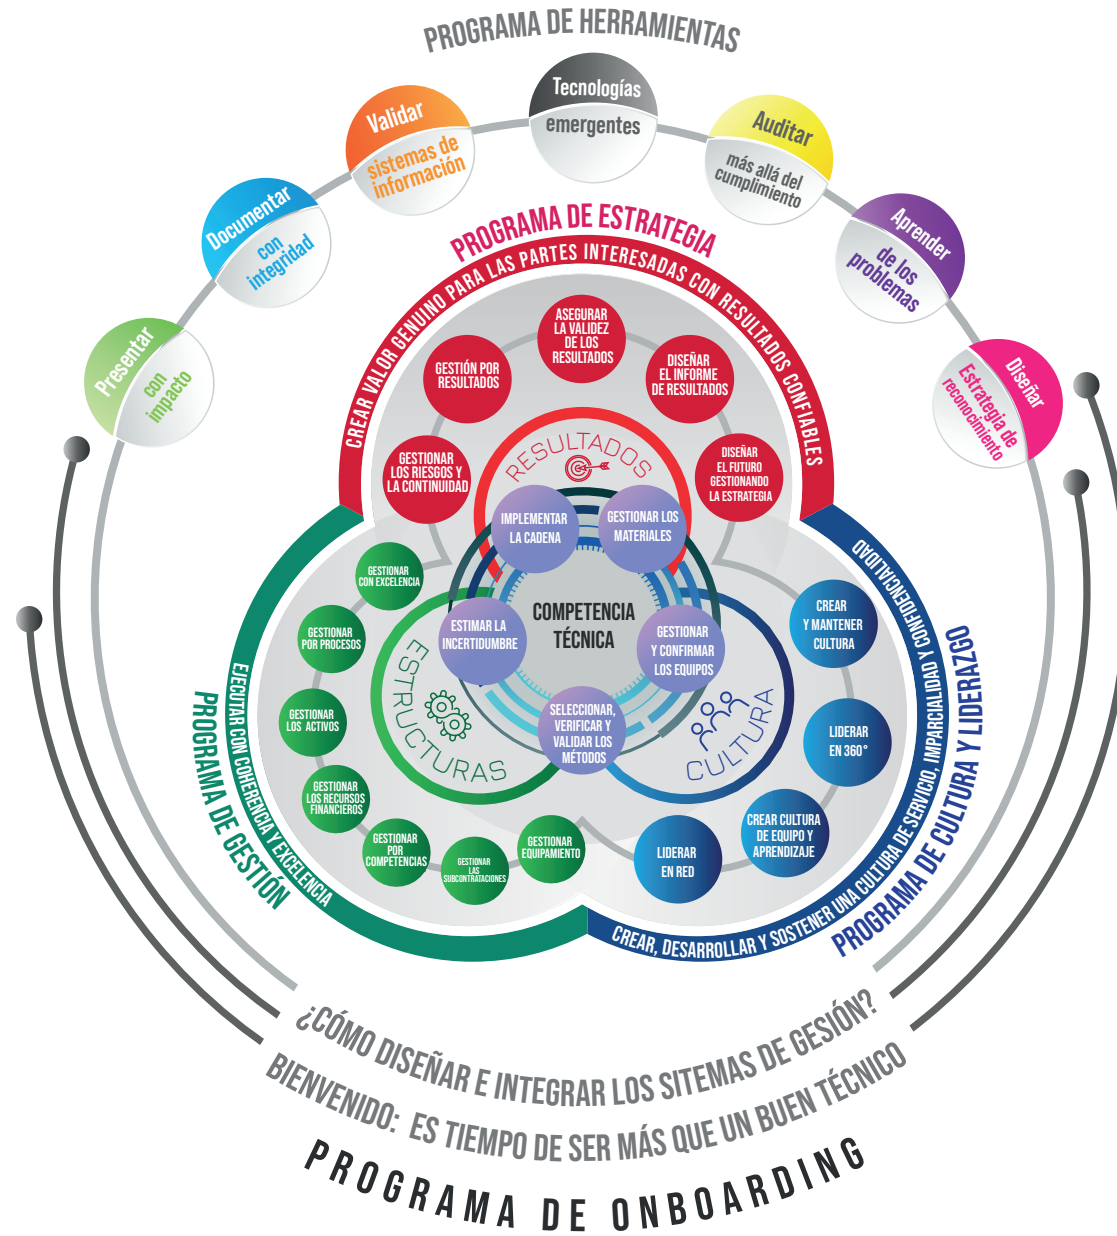 PROGRAMA DE HERRAMIENTAS
Presentar
con
impacto
Documentar
con
integridad
Validar
sistemas de
información
Tecnologías
emergentes
Auditar
más allá del
cumplimiento
Aprender
de los
problemas
Diseñar
Estrategia de
reconocimiento
PROGRAMA DE ESTRATEGIA
CREAR VALOR GENUINO PARA LAS PARTES INTERESADAS CON RESULTADOS CONFIABLES
GESTIONAR
LOS RIESGOS Y
LA CONTINUIDAD
GESTIÓN POR
RESULTADOS
ASEGURAR
LA VALIDEZ
DE LOS
RESULTADOS
DISEÑAR
EL INFORME
DE RESULTADOS
DISEÑAR
EL FUTURO
GESTIONANDO
LA ESTRATEGIA
RESULTADOS
IMPLEMENTAR
LA CADENA
GESTIONAR LOS
MATERIALES
ESTIMAR LA
INCERTIDUMBRE
COMPETENCIA
TÉCNICA
GESTIONAR
Y CONFIRMAR
LOS EQUIPOS
SELECCIONAR,
VERIFICAR Y
VALIDAR LOS
MÉTODOS
ESTRUCTURAS
CULTURA
GESTIONAR
CON EXCELENCIA
GESTIONAR
POR PROCESOS
GESTIONAR
LOS ACTIVOS
GESTIONAR
LOS RECURSOS
FINANCIEROS
GESTIONAR
POR
COMPETENCIAS
GESTIONAR
LAS
SUBCONTRATACIONES
GESTIONAR
EQUIPAMIENTO
EJECUTAR CON COHERENCIA Y EXCELENCIA
PROGRAMA DE GESTIÓN
CREAR
Y MANTENER
CULTURA
LIDERAR
EN 360°
CREAR CULTURA
DE EQUIPO Y
APRENDIZAJE
LIDERAR
EN RED
CREAR, DESARROLLAR Y SOSTENER UNA CULTURA DE SERVICIO, IMPARCIALIDAD Y CONFIDENCIALIDAD
PROGRAMA DE CULTURA Y LIDERAZGO
¿CÓMO DISEÑAR E INTEGRAR LOS SITEMAS DE GESIÓN?
BIENVENIDO: ES TIEMPO DE SER MÁS QUE UN BUEN TÉCNICO
PROGRAMA DE ONBOARDING